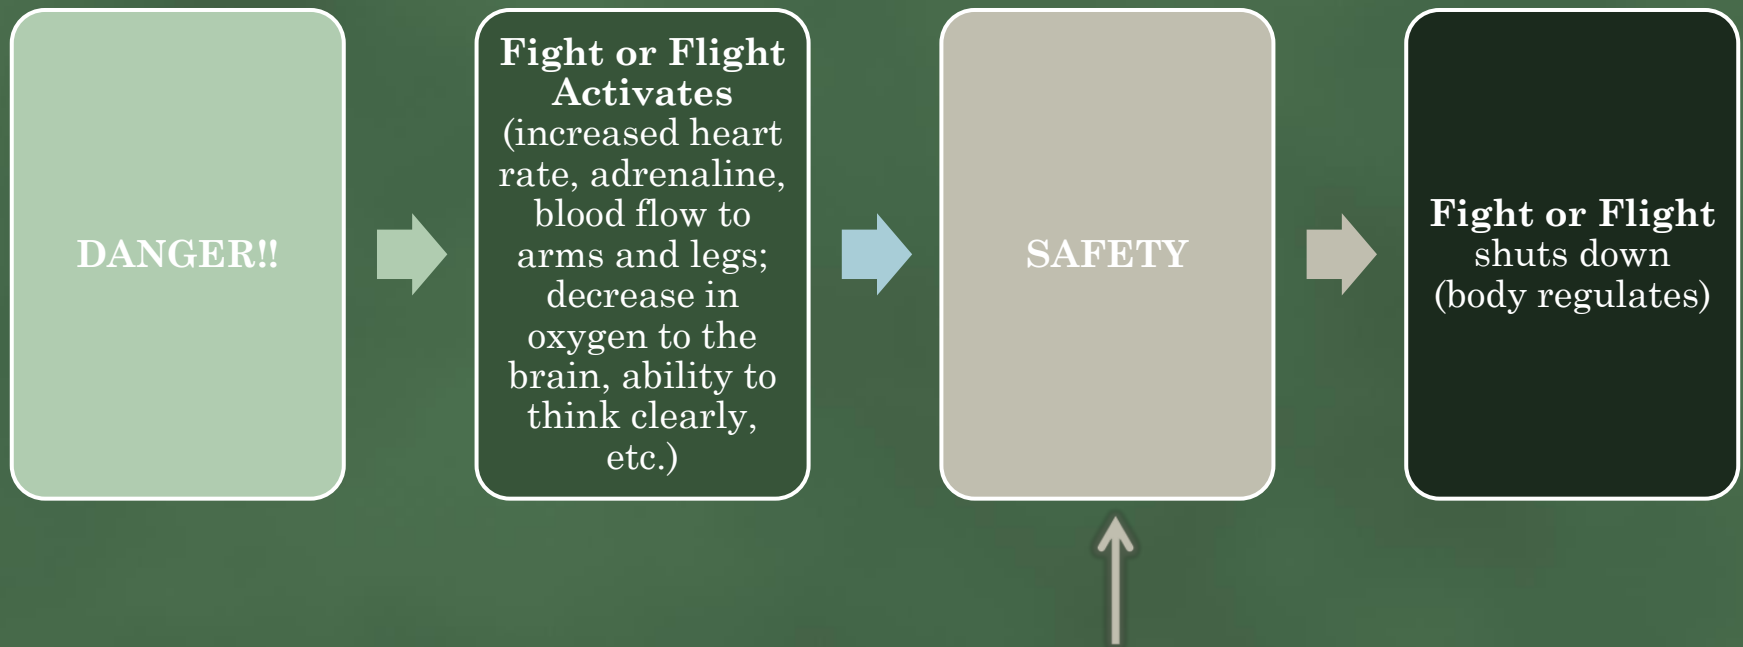 DANGER!!
Fight or Flight
Activates
(increased heart
rate, adrenaline,
blood flow to
arms and legs;
decrease in
oxygen to the
brain, ability to
think clearly,
etc.)
SAFETY
Fight or Flight
shuts down
(body regulates)